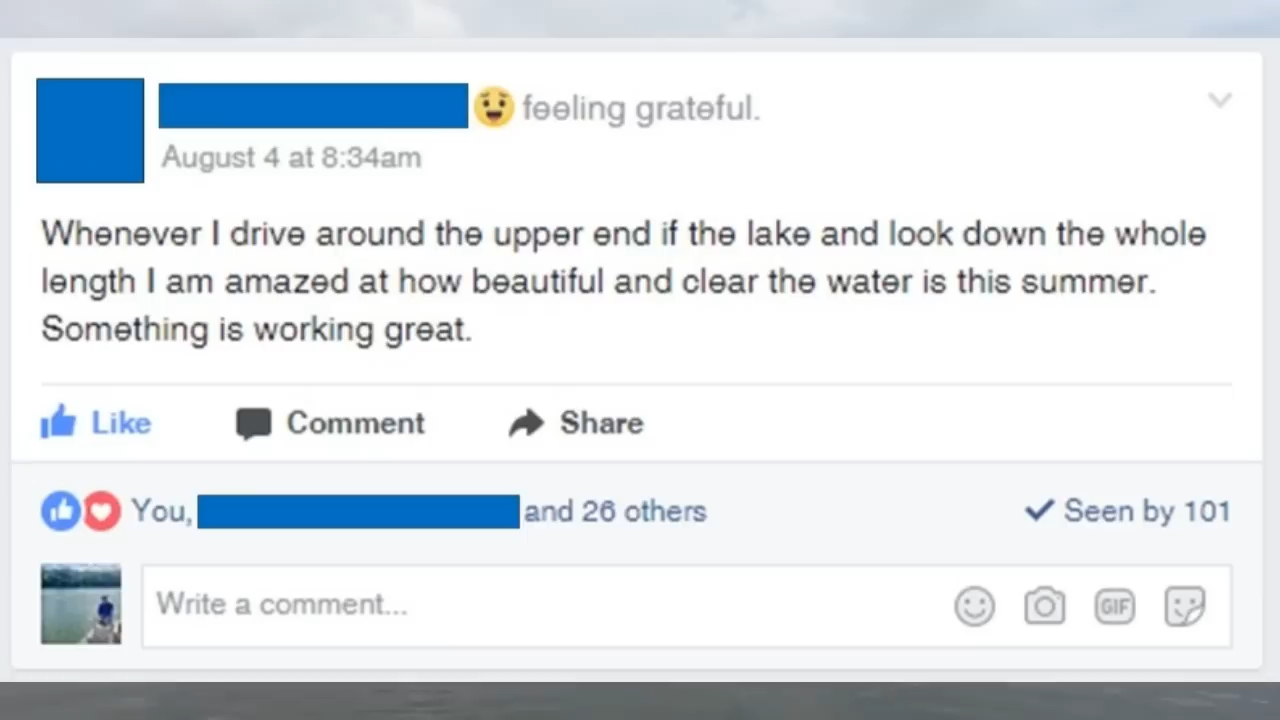 feeling grateful.
August 4 at 8:34am
Whenever I drive around the upper end if the lake and look down the whole
length I am amazed at how beautiful and clear the water is this summer.
Something is working great.
Like Comment Share
You, and 26 others Seen by 101
Write a comment... GIF